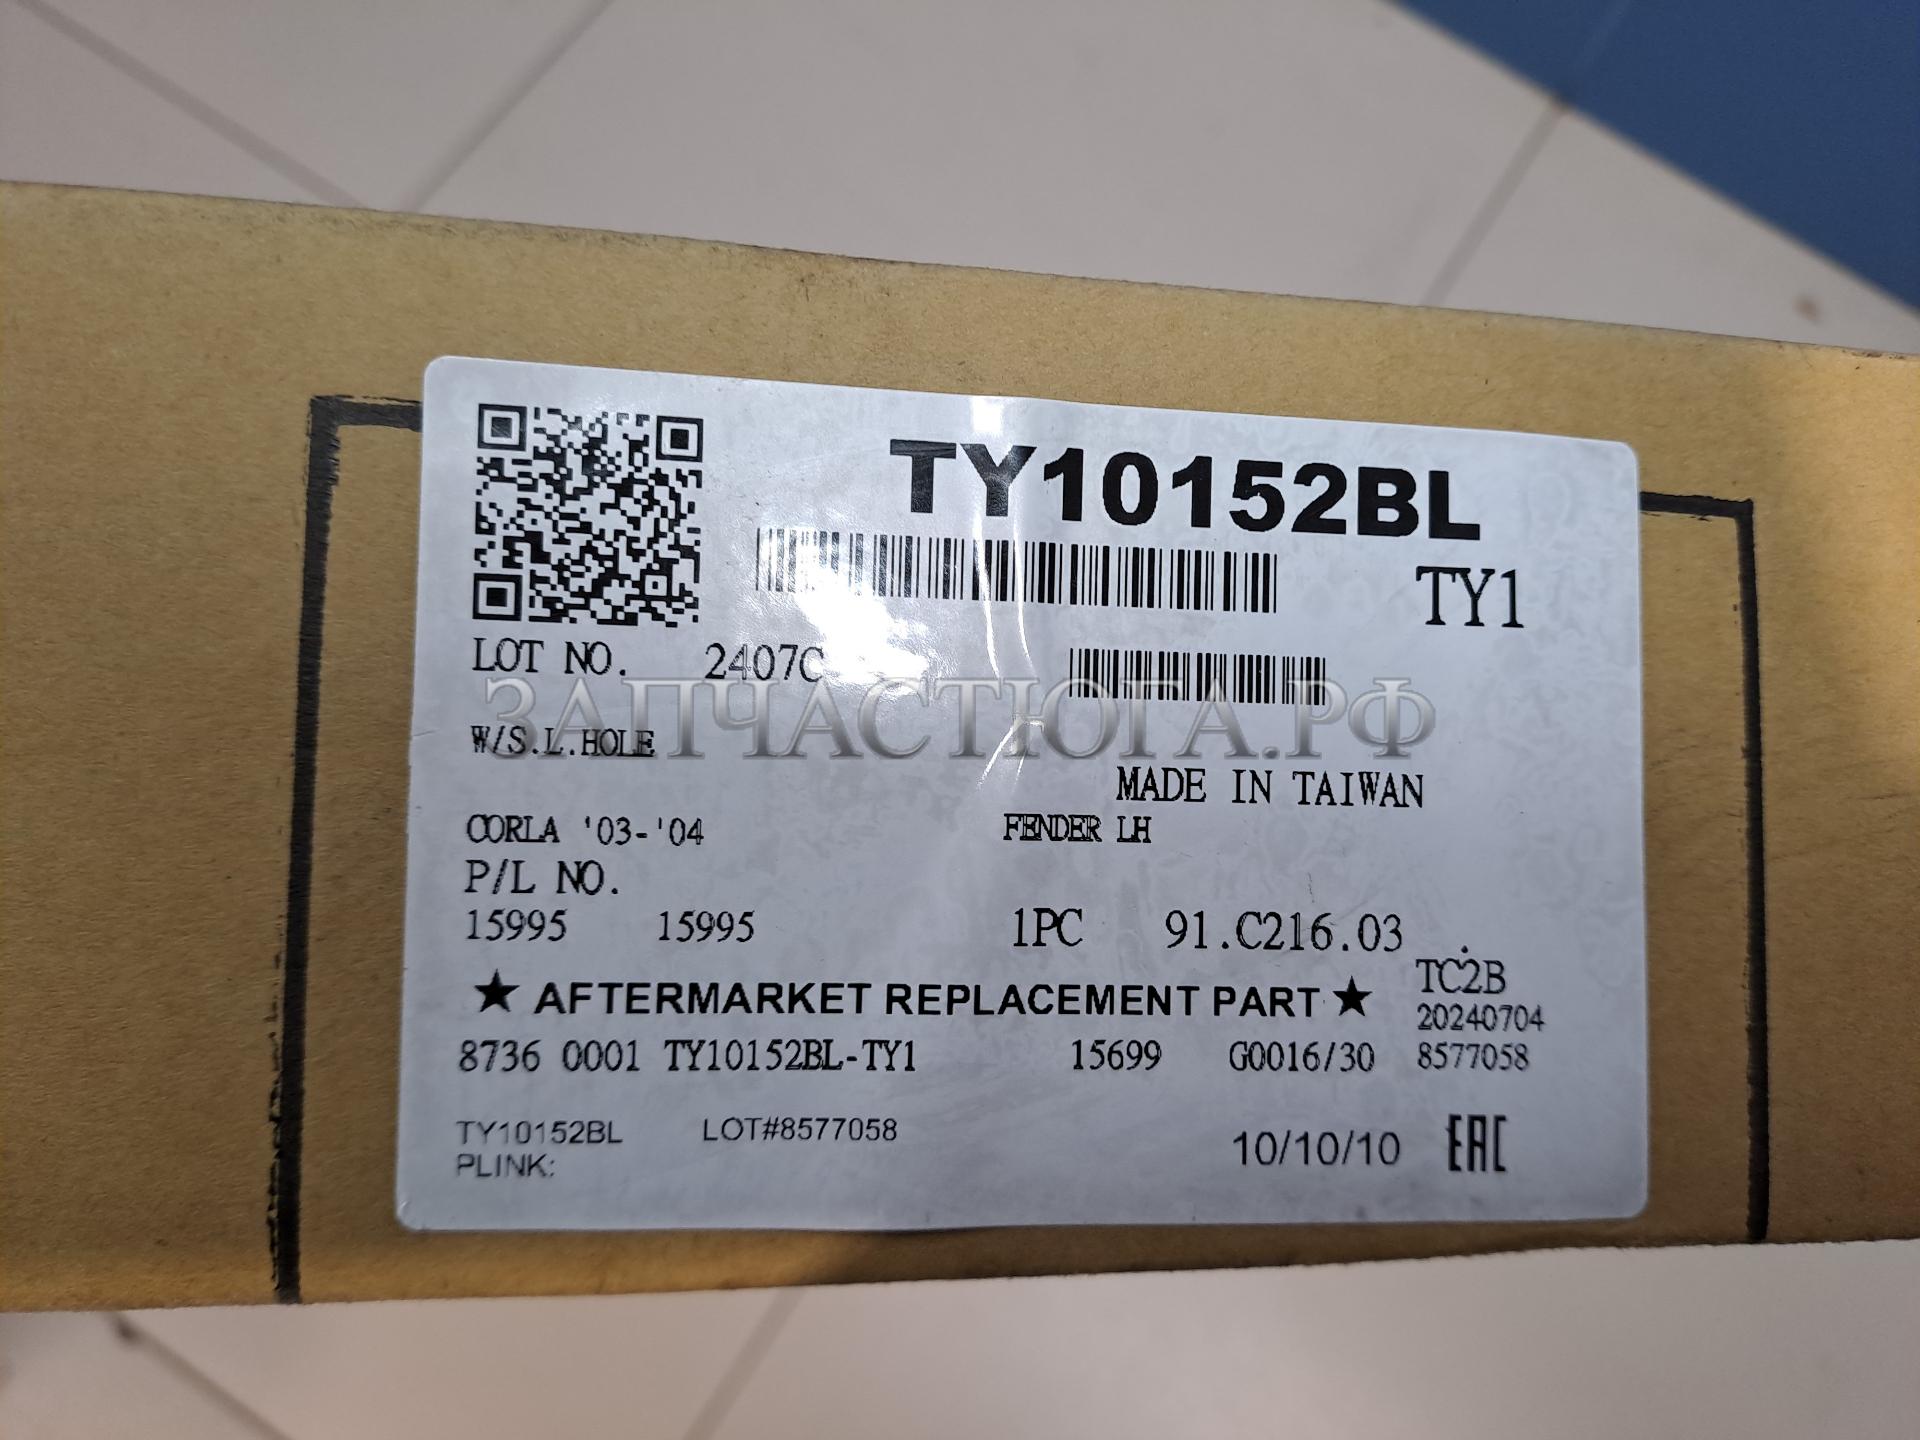 TY10152BL
TY1
LOT NO. 2407C
ЗАПЧАСТЮГА.РФ
W/S.L.HOLE
MADE IN TAIWAN
CORLA '03-'04 FENDER LH
P/L NO.
15995 15995 1PC 91.C216.03
TC2B
★ AFTERMARKET REPLACEMENT PART ★ 20240704
8736 0001 TY10152BL-TY1 15699 G0016/30 8577058
TY10152BL LOT#8577058
PLINK:
10/10/10 EAC